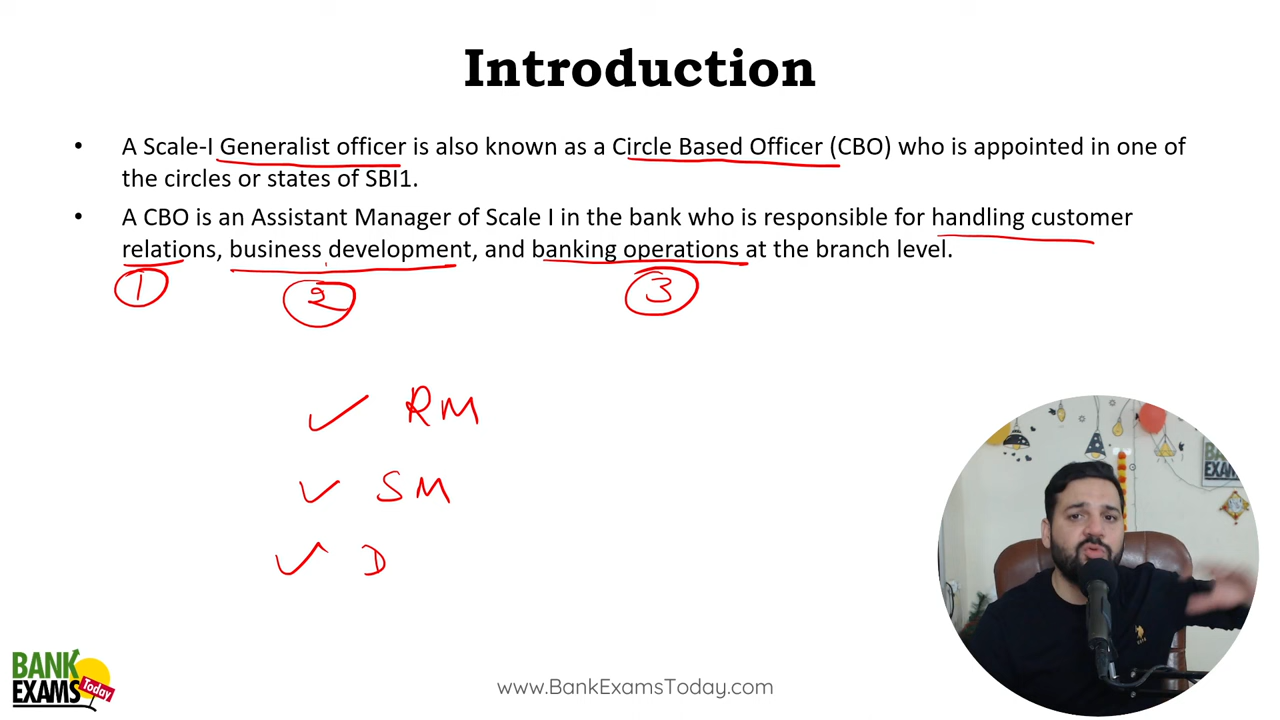 Introduction
• A Scale-I Generalist officer is also known as a Circle Based Officer (CBO) who is appointed in one of
the circles or states of SBI1.
• A CBO is an Assistant Manager of Scale I in the bank who is responsible for handling customer
relations, business development, and banking operations at the branch level.
1 2 3
✓ RM
✓ SM
✓ D
BANK
EXAMS
EXAMS Today
BANK
www.BankExamsToday.com